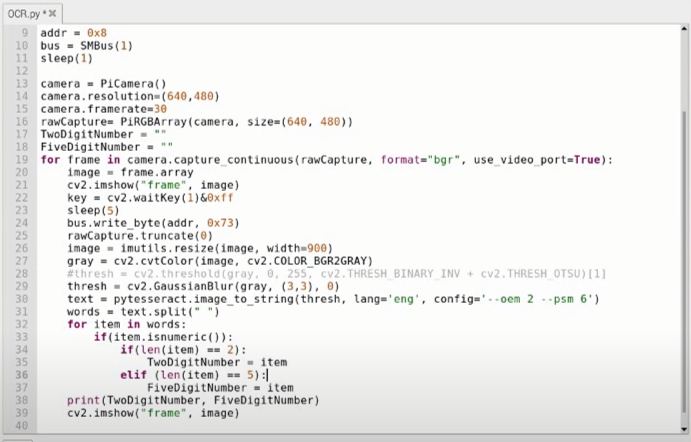 OCR.py *
9 addr = 0x8
10 bus = SMBus(1)
11 sleep(1)
12
13 camera = PiCamera()
14 camera.resolution=(640,480)
15 camera.framerate=30
16 rawCapture= PiRGBArray(camera, size=(640, 480))
17 TwoDigitNumber = ""
18 FiveDigitNumber = ""
19 for frame in camera.capture_continuous(rawCapture, format="bgr", use_video_port=True):
20     image = frame.array
21     cv2.imshow("frame", image)
22     key = cv2.waitKey(1)&0xff
23     sleep(5)
24     bus.write_byte(addr, 0x73)
25     rawCapture.truncate(0)
26     image = imutils.resize(image, width=900)
27     gray = cv2.cvtColor(image, cv2.COLOR_BGR2GRAY)
28     #thresh = cv2.threshold(gray, 0, 255, cv2.THRESH_BINARY_INV + cv2.THRESH_OTSU)[1]
29     thresh = cv2.GaussianBlur(gray, (3,3), 0)
30     text = pytesseract.image_to_string(thresh, lang='eng', config='--oem 2 --psm 6')
31     words = text.split(" ")
32     for item in words:
33         if(item.isnumeric()):
34             if(len(item) == 2):
35                 TwoDigitNumber = item
36             elif (len(item) == 5):
37                 FiveDigitNumber = item
38     print(TwoDigitNumber, FiveDigitNumber)
39     cv2.imshow("frame", image)
40